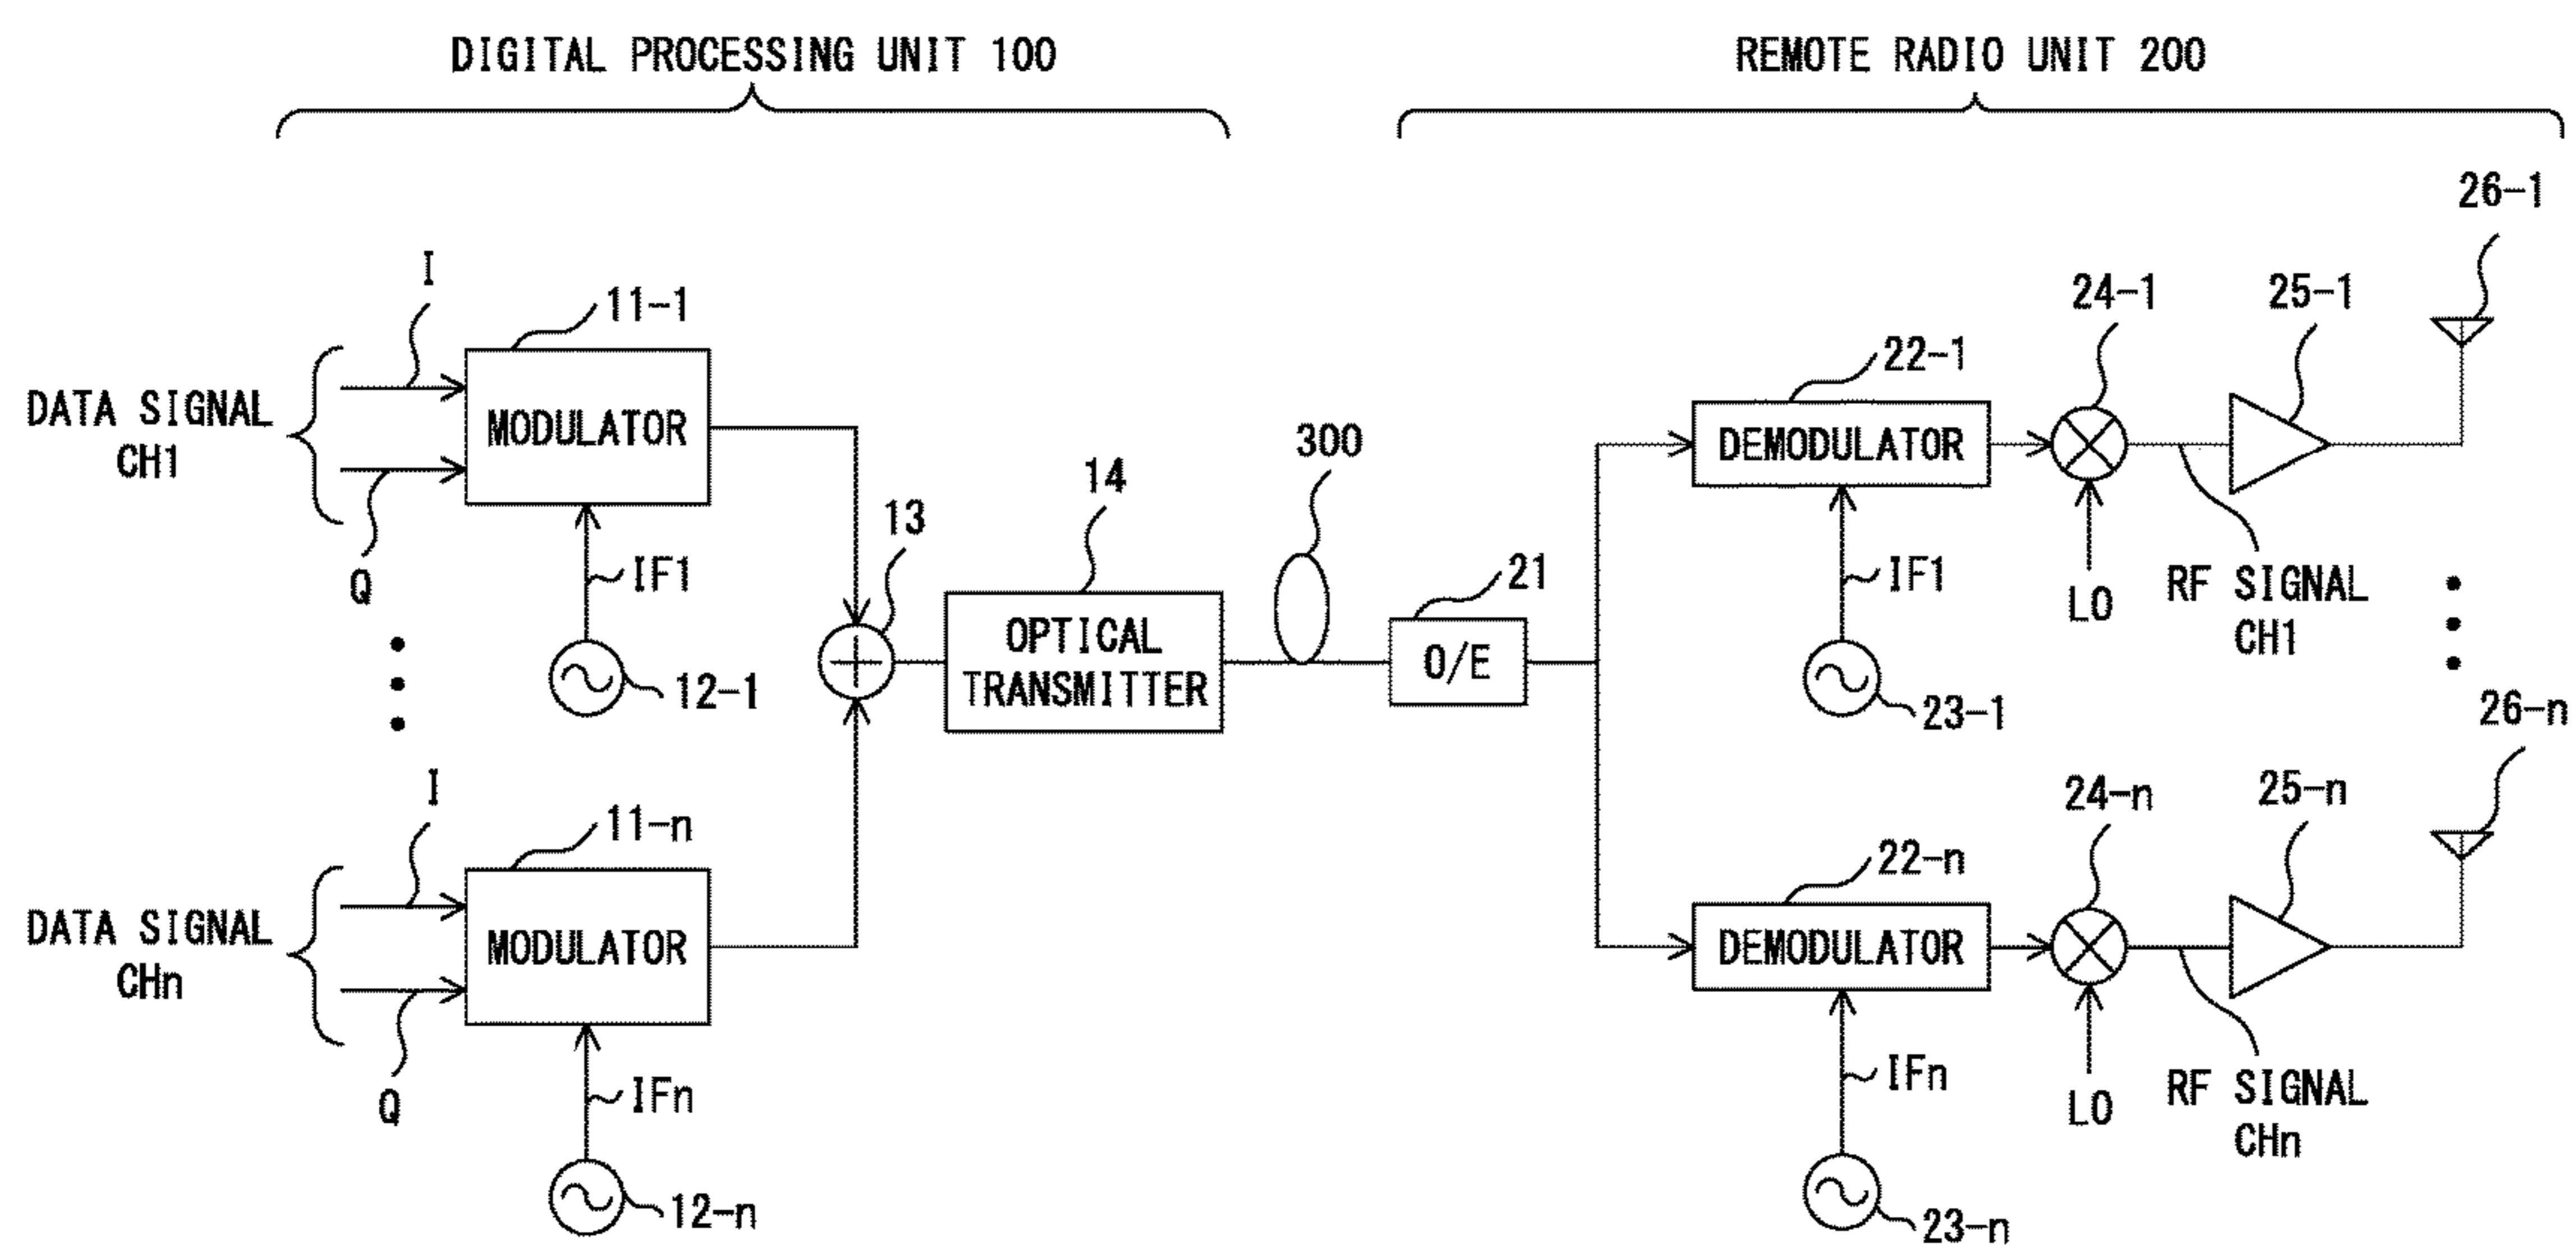 DIGITAL PROCESSING UNIT 100
REMOTE RADIO UNIT 200
26-1
I
11-1
24-1
25-1
22-1
DATA SIGNAL
CH1
MODULATOR
300
DEMODULATOR
14
13
Q
IF1
21
IF1
LO
RF SIGNAL
CH1
OPTICAL
TRANSMITTER
O/E
12-1
23-1
26-n
I
11-n
24-n
25-n
22-n
DATA SIGNAL
CHn
MODULATOR
DEMODULATOR
Q
IFn
IFn
LO
RF SIGNAL
CHn
12-n
23-n